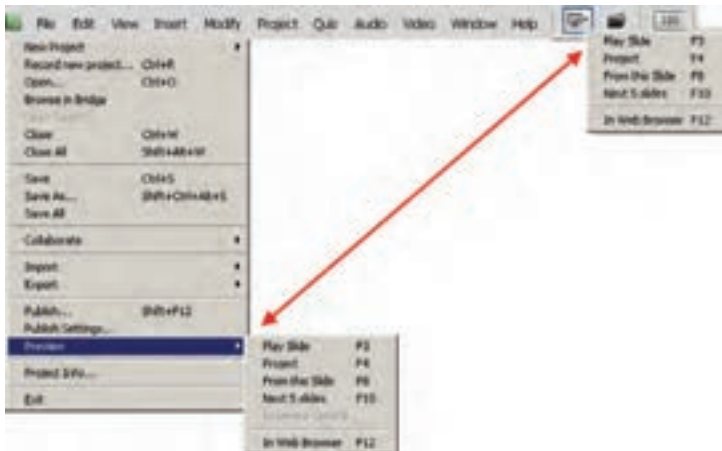 File Edit View Insert Modify Project Quiz Audio Video Window Help
New Project
Record new project... Ctrl+R
Open... Ctrl+O
Browse in Bridge
Close Ctrl+W
Close All Shift+Alt+W
Save Ctrl+S
Save As... Shift+Ctrl+Alt+S
Save All
Collaborate
Import
Export
Publish... Shift+F12
Publish Settings...
Preview
Project Info...
Exit
Play Slide F3
Project F4
From this Slide F8
Next 5 slides F10
In Web Browser F12
Play Slide F3
Project F4
From this Slide F8
Next 5 slides F10
In Web Browser F12